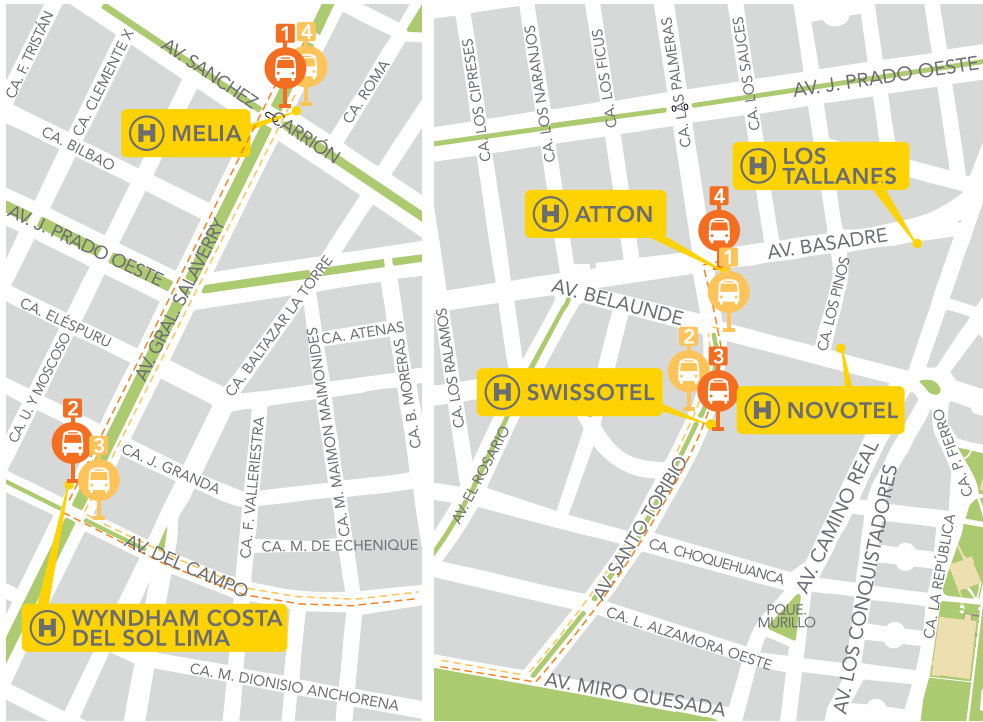 CA. F. TRISTÁN
CA. CLEMENTE X
AV. SANCHEZ CARRIÓN
1
4
CA. ROMA
H MELIA
CA. BILBAO
AV. J. PRADO OESTE
AV. GRAL SALAVERRY
CA. BALTAZAR LA TORRE
CA. ELÉSPURU
CA. U. Y MOSCOSO
CA. ATENAS
CA. M. MAIMON MAIMONIDES
CA. B. MORERAS
2
3
CA. J. GRANDA
CA. F. VALLERIESTRA
CA. M. DE ECHENIQUE
AV. DEL CAMPO
H WYNDHAM COSTA
DEL SOL LIMA
CA. M. DIONISIO ANCHORENA
CA. LOS CIPRESES
CA. LOS NARANJOS
CA. LOS FICUS
CA. LAS PALMERAS
CA. LOS SAUCES
AV. J. PRADO OESTE
H LOS
TALLANES
H ATTON
4
1
AV. BASADRE
AV. BELAUNDE
CA. LOS PINOS
CA. LOS RALAMOS
2
3
H SWISSOTEL
H NOVOTEL
AV. EL ROSARIO
AV. SANTO TORIBIO
AV. CAMINO REAL
AV. LOS CONQUISTADORES
CA. P. FIERRO
CA. LA REPÚBLICA
CA. CHOQUEHUANCA
PQUE.
MURILLO
CA. L. ALZAMORA OESTE
AV. MIRO QUESADA